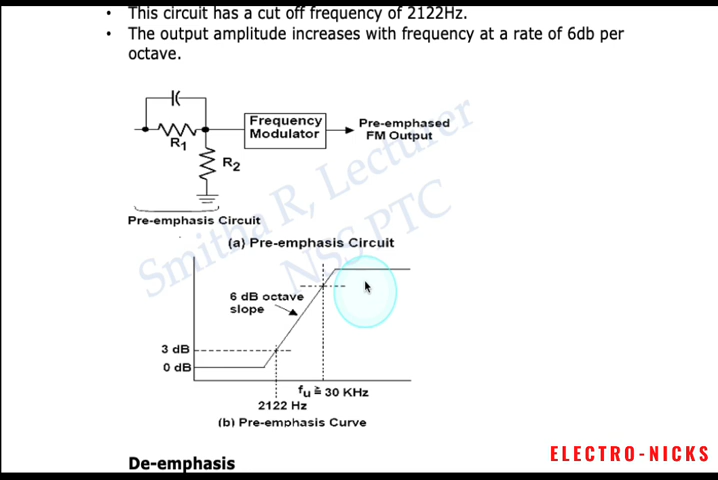 • This circuit has a cut off frequency of 2122Hz.
• The output amplitude increases with frequency at a rate of 6db per
octave.
Frequency
Modulator
Pre-emphased
FM Output
R1
R2
Pre-emphasis Circuit
(a) Pre-emphasis Circuit
Smitha R, Lecturer
NSS PTC
6 dB octave
slope
3 dB
0 dB
fu ≧ 30 KHz
2122 Hz
(b) Pre-emphasis Curve
ELECTRO-NICKS
De-emphasis